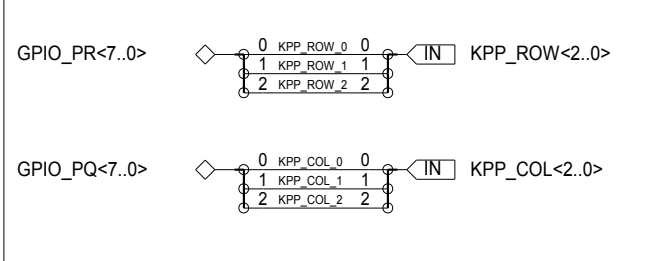 GPIO_PR<7..0> 0 KPP_ROW_0 0 IN KPP_ROW<2..0>
1 KPP_ROW_1 1
2 KPP_ROW_2 2
GPIO_PQ<7..0> 0 KPP_COL_0 0 IN KPP_COL<2..0>
1 KPP_COL_1 1
2 KPP_COL_2 2